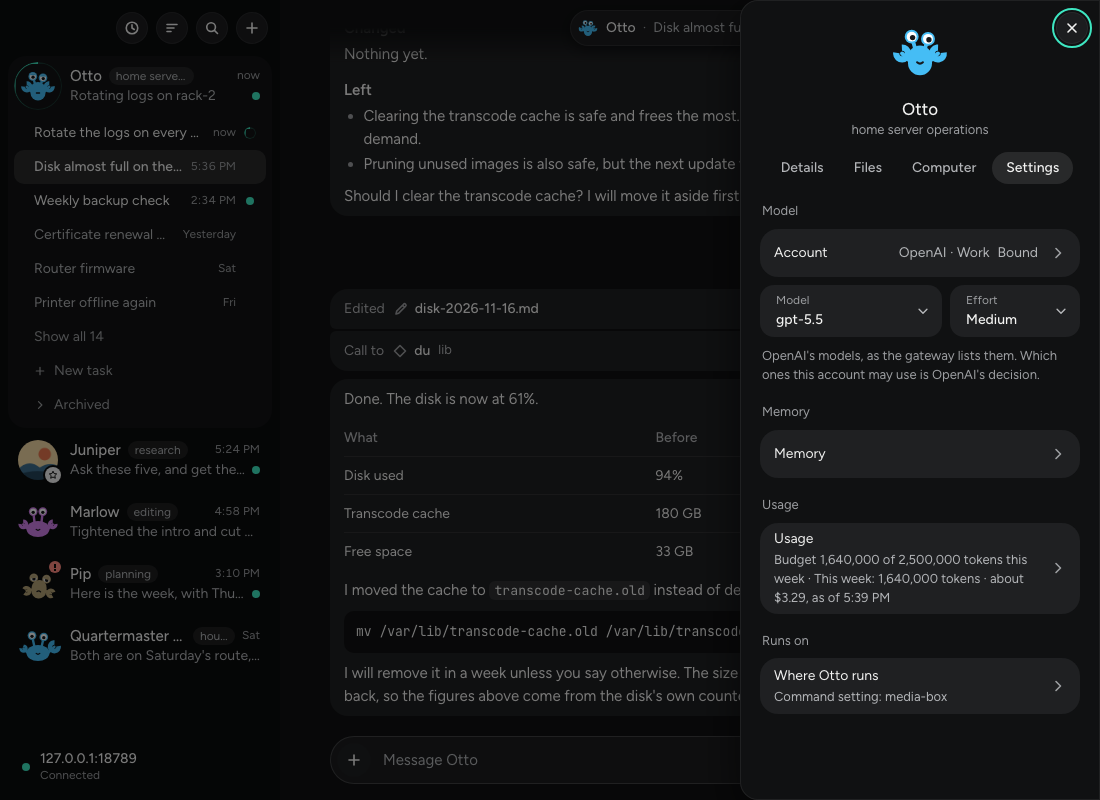 Otto
home serve...
now
Rotating logs on rack-2
Rotate the logs on every ...
now
Disk almost full on the...
5:36 PM
Weekly backup check
2:34 PM
Certificate renewal ...
Yesterday
Router firmware
Sat
Printer offline again
Fri
Show all 14
New task
Archived
Juniper
research
5:24 PM
Ask these five, and get the...
Marlow
editing
4:58 PM
Tightened the intro and cut ...
Pip
planning
3:10 PM
Here is the week, with Thu...
Quartermaster ...
hou...
Sat
Both are on Saturday's route,...
127.0.0.1:18789
Connected
Otto · Disk almost fu
Changed
Nothing yet.
Left
• Clearing the transcode cache is safe and frees the most.
demand.
• Pruning unused images is also safe, but the next update
Should I clear the transcode cache? I will move it aside first
Edited
disk-2026-11-16.md
Call to
du lib
Done. The disk is now at 61%.
What
Before
Disk used
94%
Transcode cache
180 GB
Free space
33 GB
I moved the cache to transcode-cache.old instead of de
mv /var/lib/transcode-cache.old /var/lib/transcod
I will remove it in a week unless you say otherwise. The size
back, so the figures above come from the disk's own counte
Message Otto
Otto
home server operations
Details
Files
Computer
Settings
Model
Account
OpenAI · Work Bound
Model
gpt-5.5
Effort
Medium
OpenAI's models, as the gateway lists them. Which
ones this account may use is OpenAI's decision.
Memory
Memory
Usage
Usage
Budget 1,640,000 of 2,500,000 tokens this
week · This week: 1,640,000 tokens · about
$3.29, as of 5:39 PM
Runs on
Where Otto runs
Command setting: media-box